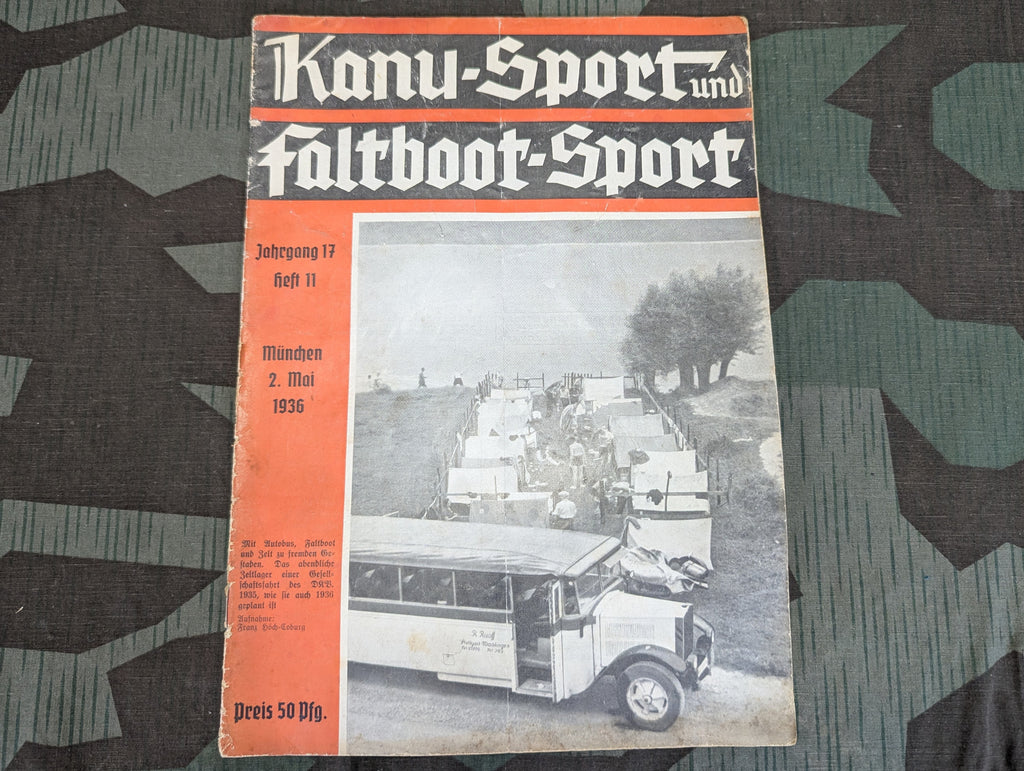 Kanu-Sport und
Faltboot-Sport
Jahrgang 17
Heft 11
München
2. Mai
1936
Mit Autobus, Faltboot
und Zelt zu fremden Ge-
staden. Das abendliche
Zeltlager einer Gesell-
schaftsfahrt des DKV.
1935, wie sie auch 1936
geplant ist
Aufnahme:
Franz Höch-Coburg
Preis 50 Pfg.